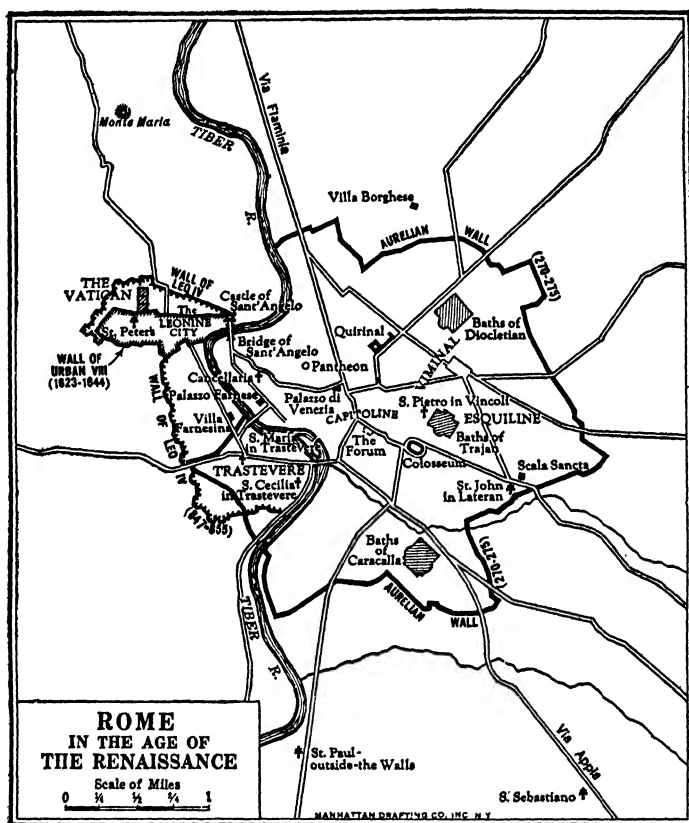 Via Flaminia
Monte Maria
TIBER
R.
Villa Borghese
AURELIAN
WALL
(270-275)
WALL OF
LEO IV
THE
VATICAN
Castle of
Sant'Angelo
The
LEONINE
CITY
St. Peter's
WALL OF
URBAN VIII
(1623-1644)
Bridge of
Sant'Angelo
Quirinal
Baths of
Diocletian
VIMINAL
Pantheon
Cancellaria
Palazzo Farnese
Palazzo di
Venezia
CAPITOLINE
S. Pietro in Vincoli
ESQUILINE
Baths of
Trajan
Villa
Farnesina
WALL OF LEO IV
S. Maria
in Trastevere
The
Forum
Colosseum
Scala Sancta
TRASTEVERE
S. Cecilia
in Trastevere
St. John
in Lateran
(847-855)
Baths
of
Caracalla
(270-275)
AURELIAN
WALL
TIBER
R.
ROME
IN THE AGE OF
THE RENAISSANCE
Scale of Miles
0 ¼ ½ ¾ 1
St. Paul-
outside-the Walls
Via Appia
S. Sebastiano
MANHATTAN DRAFTING CO., INC. N.Y.